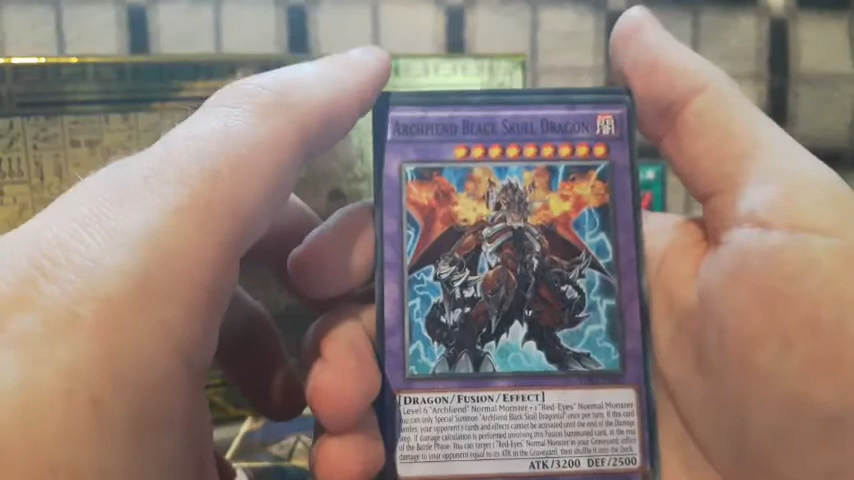 ARCHFIEND BLACK SKULL DRAGON
[DRAGON/FUSION/EFFECT]
1 Level 6 "Archfiend" Normal Monster + 1 "Red-Eyes" Normal Monster
You can only Special Summon "Archfiend Black Skull Dragon(s)" once per turn. If this card
battles, your opponent's cards and effects cannot be activated until the end of the Damage
Step. If damage calculation is performed involving this Fusion Summoned card, at the end
of the Battle Phase: You can target 1 "Red-Eyes" Normal Monster in your Graveyard; inflict
damage to your opponent equal to its ATK in the Graveyard, then shuffle it into the Deck.
ATK/3200 DEF/2500